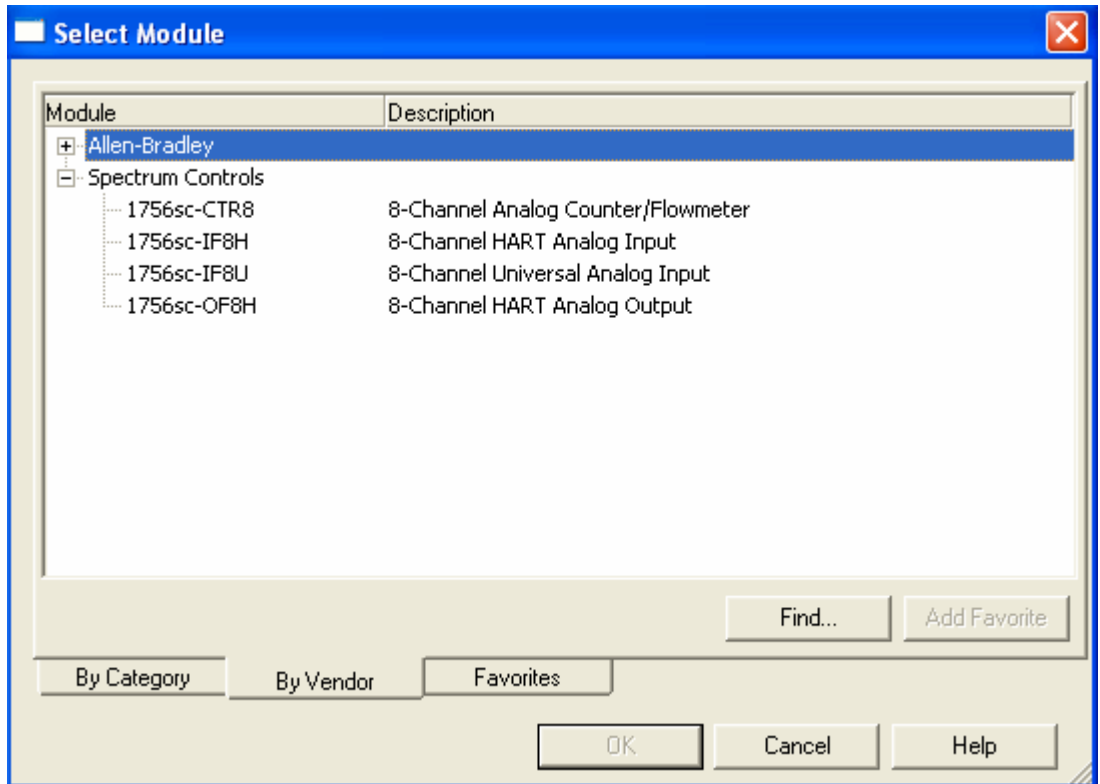 Select Module
Module Description
Allen-Bradley
Spectrum Controls
1756sc-CTR8 8-Channel Analog Counter/Flowmeter
1756sc-IF8H 8-Channel HART Analog Input
1756sc-IF8U 8-Channel Universal Analog Input
1756sc-OF8H 8-Channel HART Analog Output
Find... Add Favorite
By Category By Vendor Favorites
OK Cancel Help